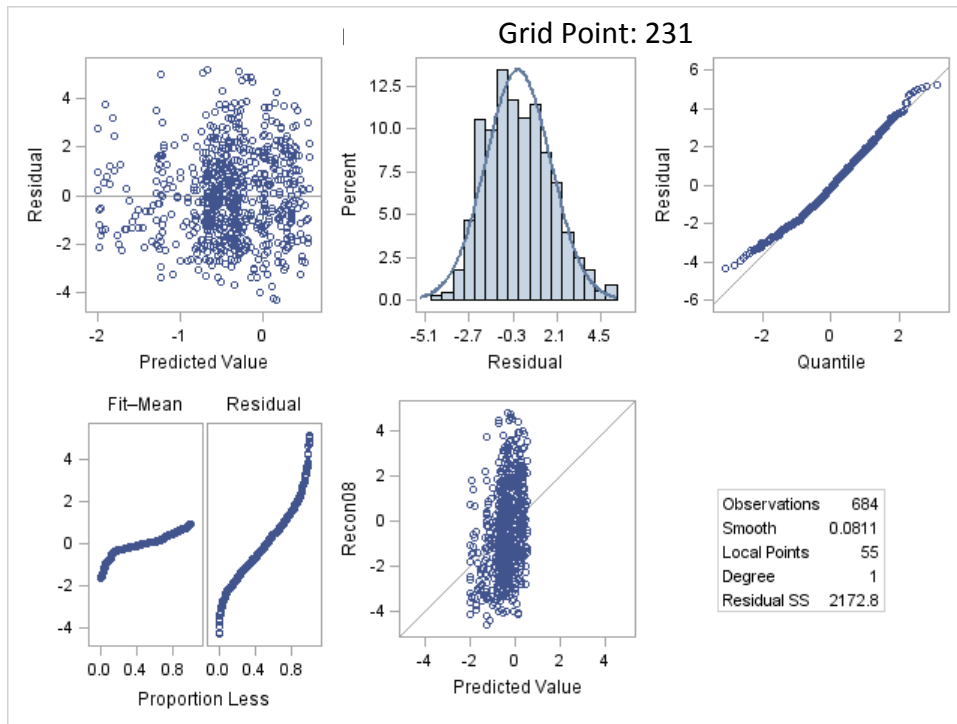 Grid Point: 231
Residual
4
2
0
-2
-4
-2
-1
0
Predicted Value
Percent
12.5
10.0
7.5
5.0
2.5
0.0
-5.1
-2.7
-0.3
2.1
4.5
Residual
Residual
6
4
2
0
-2
-4
-6
-2
0
2
Quantile
Fit–Mean
Residual
4
2
0
-2
-4
0.0
0.4
0.8
0.0
0.4
0.8
Proportion Less
Recon08
4
2
0
-2
-4
-4
-2
0
2
4
Predicted Value
Observations 684
Smooth 0.0811
Local Points 55
Degree 1
Residual SS 2172.8